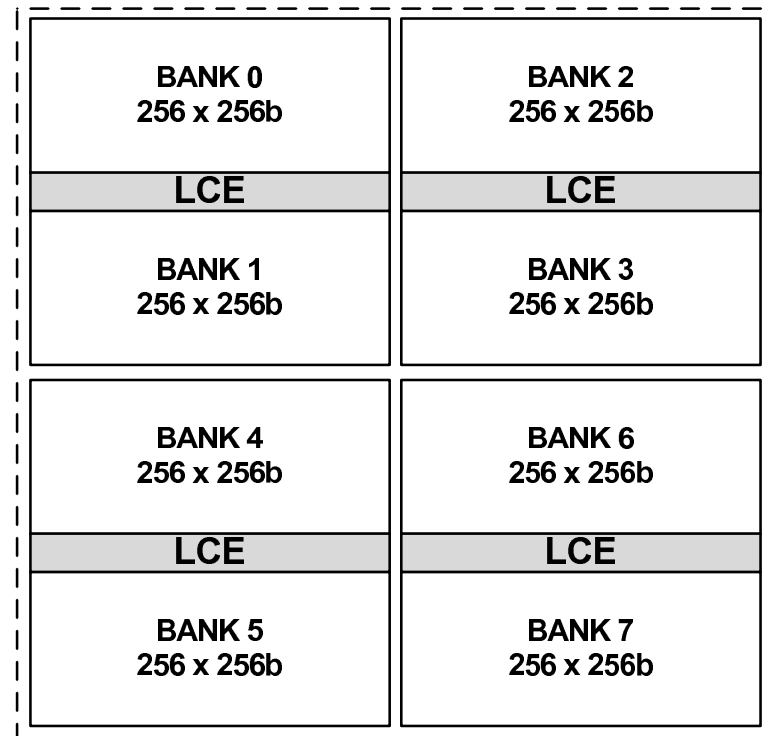 BANK 0
256 x 256b
LCE
BANK 1
256 x 256b
BANK 2
256 x 256b
LCE
BANK 3
256 x 256b
BANK 4
256 x 256b
LCE
BANK 5
256 x 256b
BANK 6
256 x 256b
LCE
BANK 7
256 x 256b